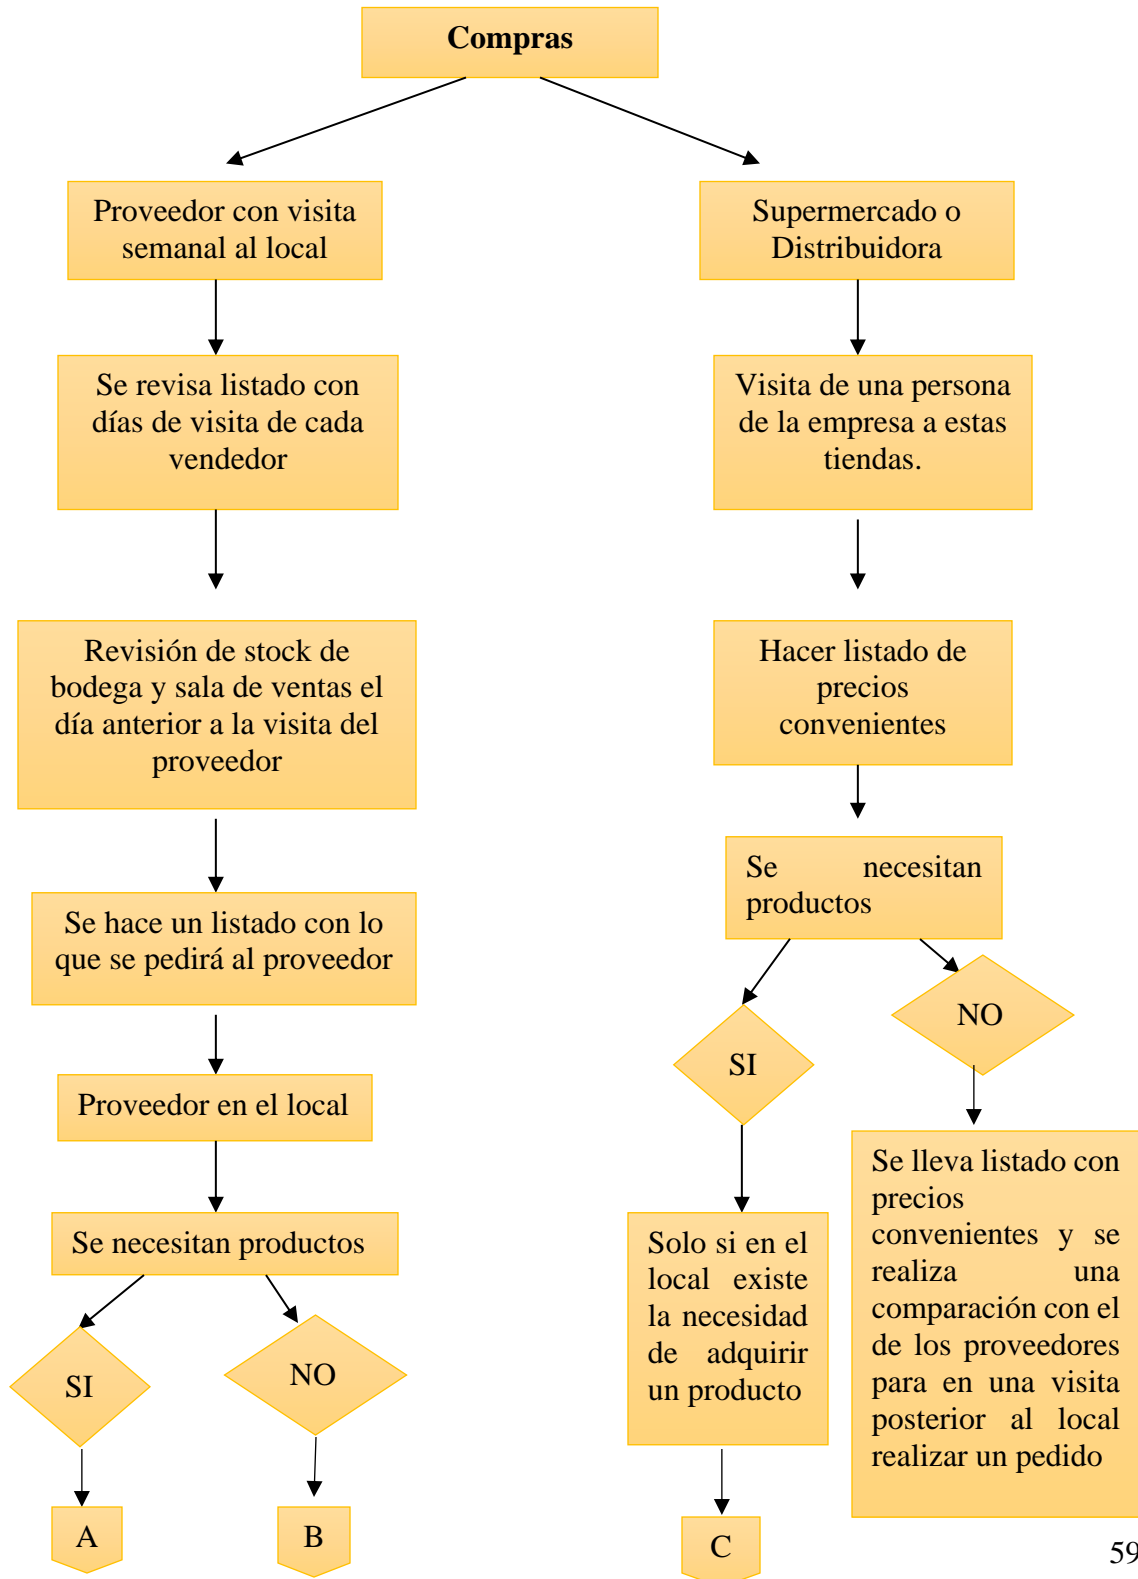 Compras
Proveedor con visita
semanal al local
Se revisa listado con
días de visita de cada
vendedor
Revisión de stock de
bodega y sala de ventas el
día anterior a la visita del
proveedor
Se hace un listado con lo
que se pedirá al proveedor
Proveedor en el local
Se necesitan productos
SI
NO
A
B
Supermercado o
Distribuidora
Visita de una persona
de la empresa a estas
tiendas.
Hacer listado de
precios
convenientes
Se necesitan
productos
SI
NO
Solo si en el
local existe
la necesidad
de adquirir
un producto
Se lleva listado con
precios
convenientes y se
realiza una
comparación con el
de los proveedores
para en una visita
posterior al local
realizar un pedido
C
59